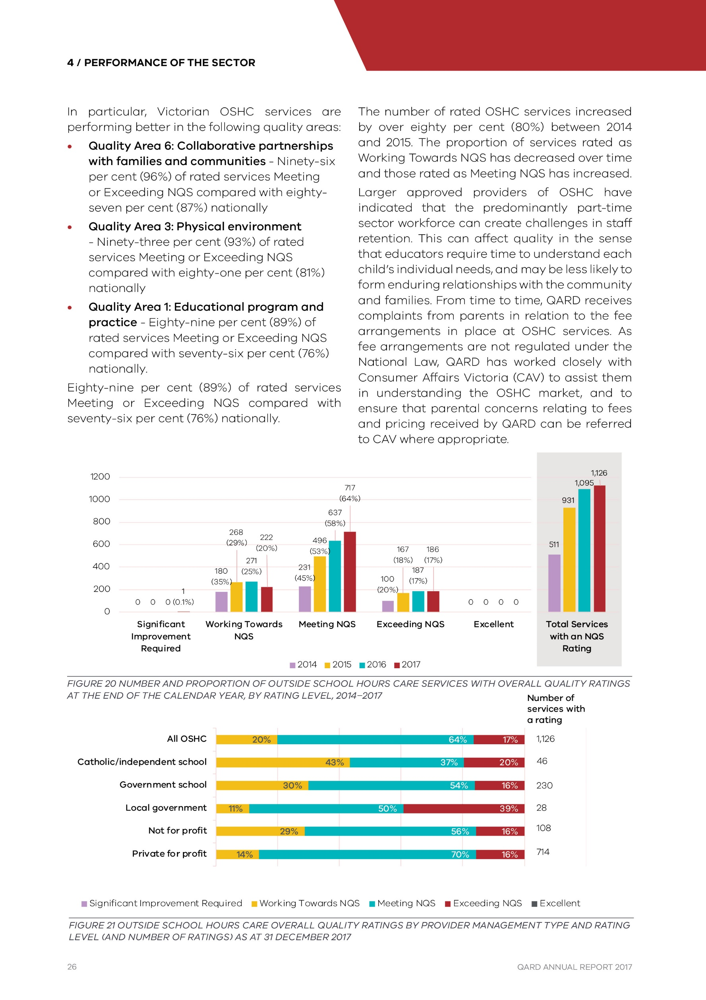 4 / PERFORMANCE OF THE SECTOR
In particular, Victorian OSHC services are
performing better in the following quality areas:
• Quality Area 6: Collaborative partnerships
with families and communities - Ninety-six
per cent (96%) of rated services Meeting
or Exceeding NQS compared with eighty-
seven per cent (87%) nationally
• Quality Area 3: Physical environment
- Ninety-three per cent (93%) of rated
services Meeting or Exceeding NQS
compared with eighty-one per cent (81%)
nationally
• Quality Area 1: Educational program and
practice - Eighty-nine per cent (89%) of
rated services Meeting or Exceeding NQS
compared with seventy-six per cent (76%)
nationally.
Eighty-nine per cent (89%) of rated services
Meeting or Exceeding NQS compared with
seventy-six per cent (76%) nationally.
The number of rated OSHC services increased
by over eighty per cent (80%) between 2014
and 2015. The proportion of services rated as
Working Towards NQS has decreased over time
and those rated as Meeting NQS has increased.
Larger approved providers of OSHC have
indicated that the predominantly part-time
sector workforce can create challenges in staff
retention. This can affect quality in the sense
that educators require time to understand each
child's individual needs, and may be less likely to
form enduring relationships with the community
and families. From time to time, QARD receives
complaints from parents in relation to the fee
arrangements in place at OSHC services. As
fee arrangements are not regulated under the
National Law, QARD has worked closely with
Consumer Affairs Victoria (CAV) to assist them
in understanding the OSHC market, and to
ensure that parental concerns relating to fees
and pricing received by QARD can be referred
to CAV where appropriate.
1200
1000
800
600
400
200
0
0 0 0 1 (0.1%)
180 (35%)
268 (29%)
271 (25%)
222 (20%)
231 (45%)
496 (53%)
637 (58%)
717 (64%)
100 (20%)
167 (18%)
187 (17%)
186 (17%)
0 0 0 0
511
931
1,095
1,126
Significant Improvement Required
Working Towards NQS
Meeting NQS
Exceeding NQS
Excellent
Total Services with an NQS Rating
2014 2015 2016 2017
FIGURE 20 NUMBER AND PROPORTION OF OUTSIDE SCHOOL HOURS CARE SERVICES WITH OVERALL QUALITY RATINGS
AT THE END OF THE CALENDAR YEAR, BY RATING LEVEL, 2014–2017
Number of
services with
a rating
All OSHC 20% 64% 17% 1,126
Catholic/independent school 43% 37% 20% 46
Government school 30% 54% 16% 230
Local government 11% 50% 39% 28
Not for profit 29% 56% 16% 108
Private for profit 14% 70% 16% 714
Significant Improvement Required Working Towards NQS Meeting NQS Exceeding NQS Excellent
FIGURE 21 OUTSIDE SCHOOL HOURS CARE OVERALL QUALITY RATINGS BY PROVIDER MANAGEMENT TYPE AND RATING
LEVEL (AND NUMBER OF RATINGS) AS AT 31 DECEMBER 2017
26
QARD ANNUAL REPORT 2017